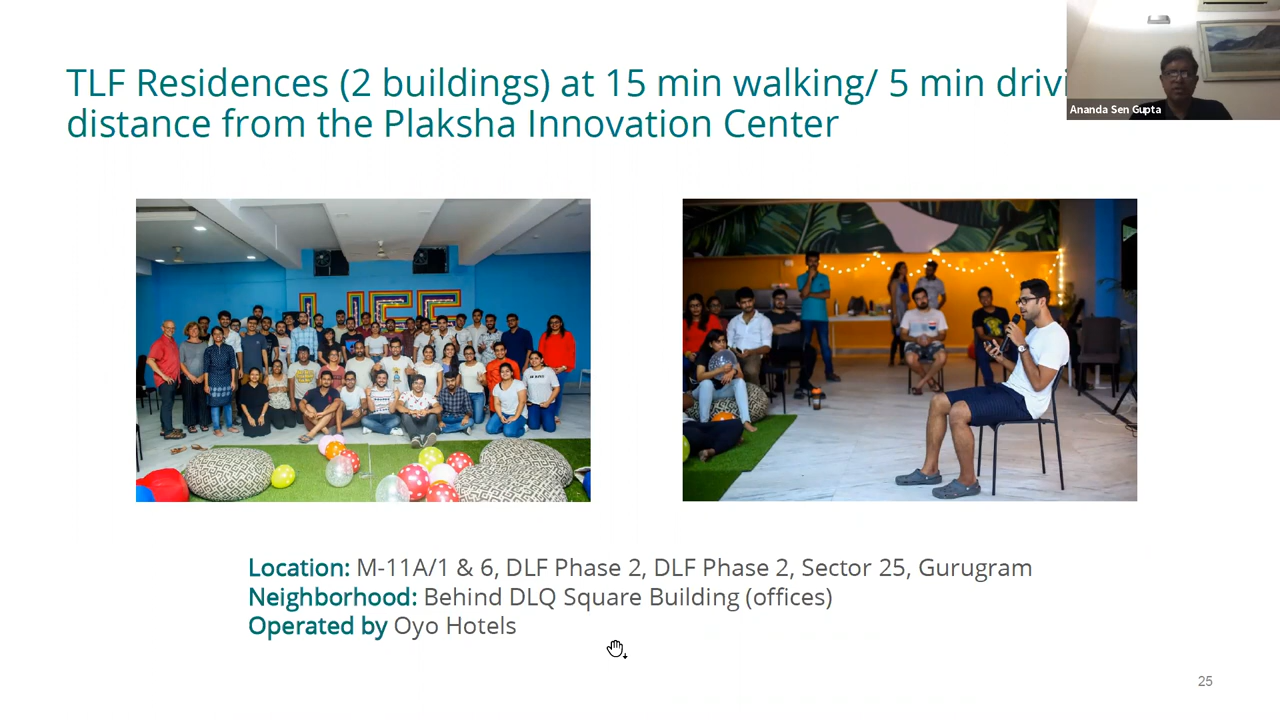 TLF Residences (2 buildings) at 15 min walking/ 5 min drivi
distance from the Plaksha Innovation Center
Ananda Sen Gupta
LIFE
Location: M-11A/1 & 6, DLF Phase 2, DLF Phase 2, Sector 25, Gurugram
Neighborhood: Behind DLQ Square Building (offices)
Operated by Oyo Hotels
25